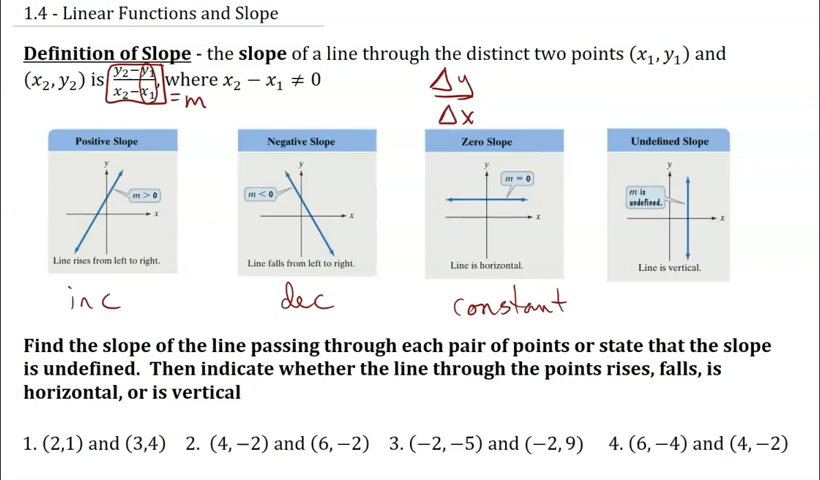 1.4 - Linear Functions and Slope
Definition of Slope - the slope of a line through the distinct two points (x₁, y₁) and
(x₂, y₂) is (y₂−y₁)/(x₂−x₁), where x₂ − x₁ ≠ 0
= m
Δy
Δx
Positive Slope Negative Slope Zero Slope Undefined Slope
y y y y
m > 0 m < 0 m = 0 m is
undefined.
x x x x
Line rises from left to right. Line falls from left to right. Line is horizontal. Line is vertical.
inc dec constant
Find the slope of the line passing through each pair of points or state that the slope
is undefined. Then indicate whether the line through the points rises, falls, is
horizontal, or is vertical
1. (2,1) and (3,4) 2. (4, −2) and (6, −2) 3. (−2, −5) and (−2, 9) 4. (6, −4) and (4, −2)